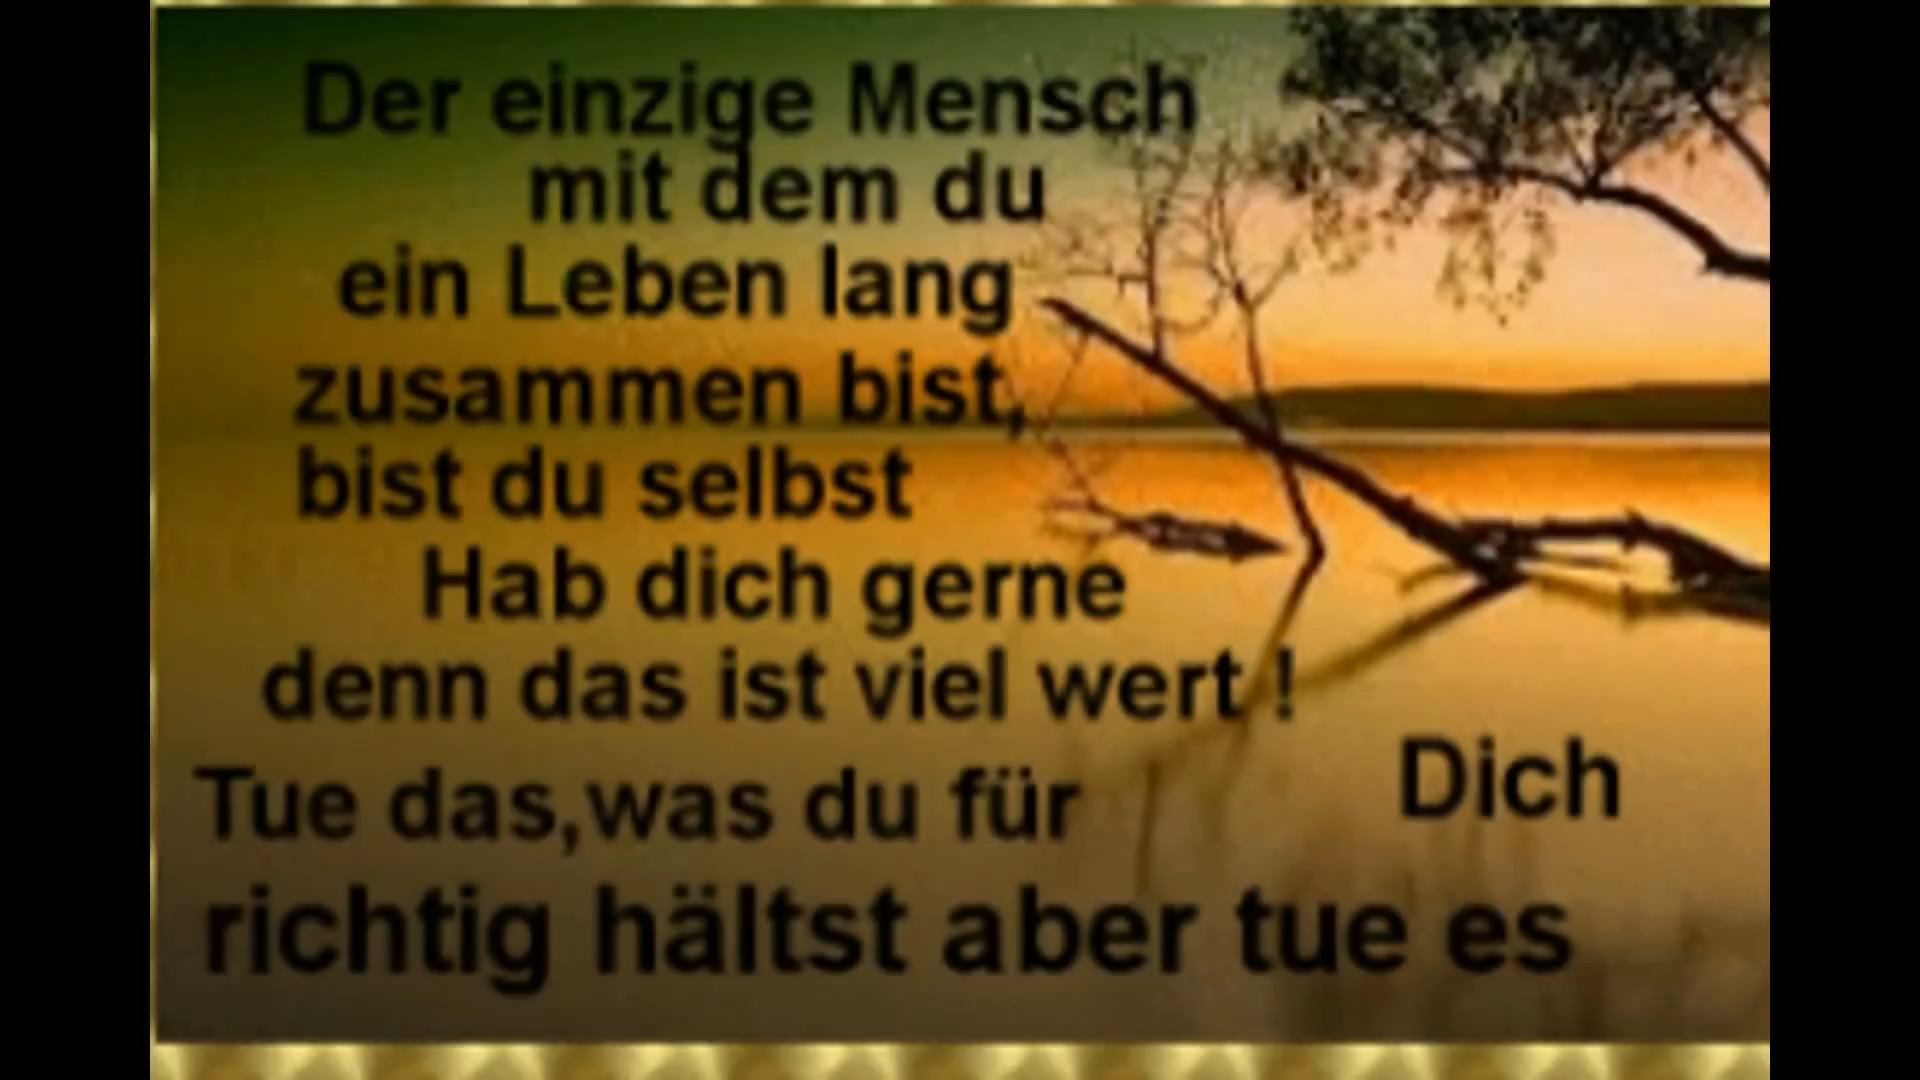 Der einzige Mensch
mit dem du
ein Leben lang
zusammen bist,
bist du selbst
Hab dich gerne
denn das ist viel wert !
Tue das,was du für
Dich
richtig hältst aber tue es